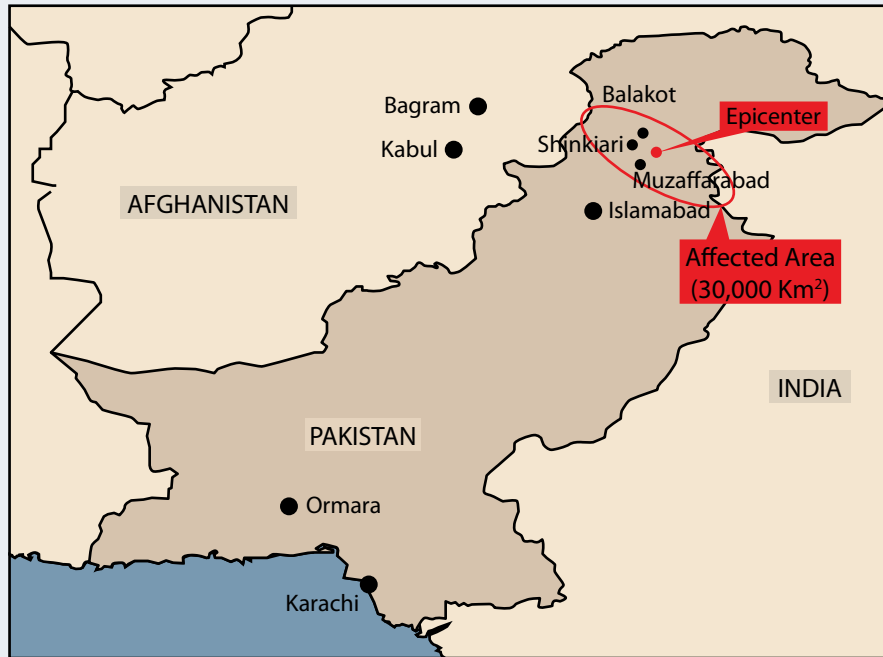 Balakot
Bagram
Epicenter
Kabul
Shinkiari
Muzaffarabad
AFGHANISTAN
Islamabad
Affected Area
(30,000 Km²)
INDIA
PAKISTAN
Ormara
Karachi